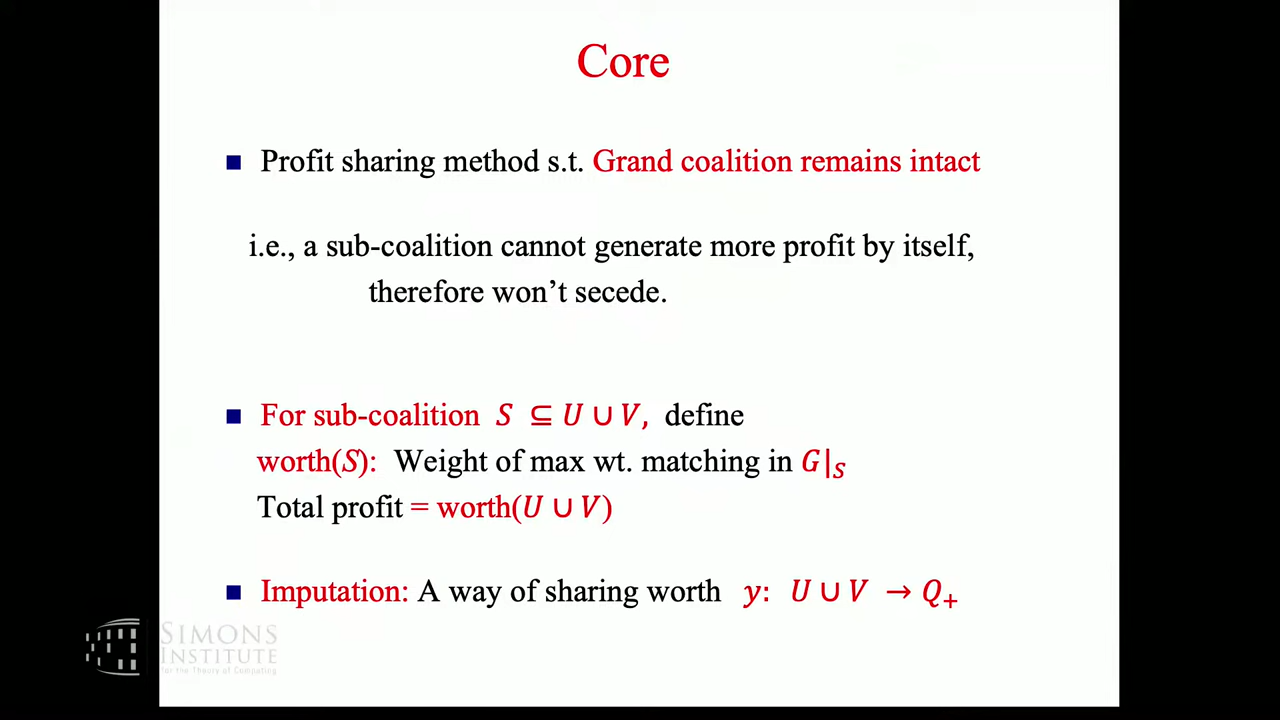 Core
■ Profit sharing method s.t. Grand coalition remains intact
i.e., a sub-coalition cannot generate more profit by itself,
therefore won’t secede.
■ For sub-coalition S ⊆ U ∪ V, define
worth(S): Weight of max wt. matching in G|_S
Total profit = worth(U ∪ V)
■ Imputation: A way of sharing worth y: U ∪ V → Q₊
SIMONS
INSTITUTE
for the Theory of Computing